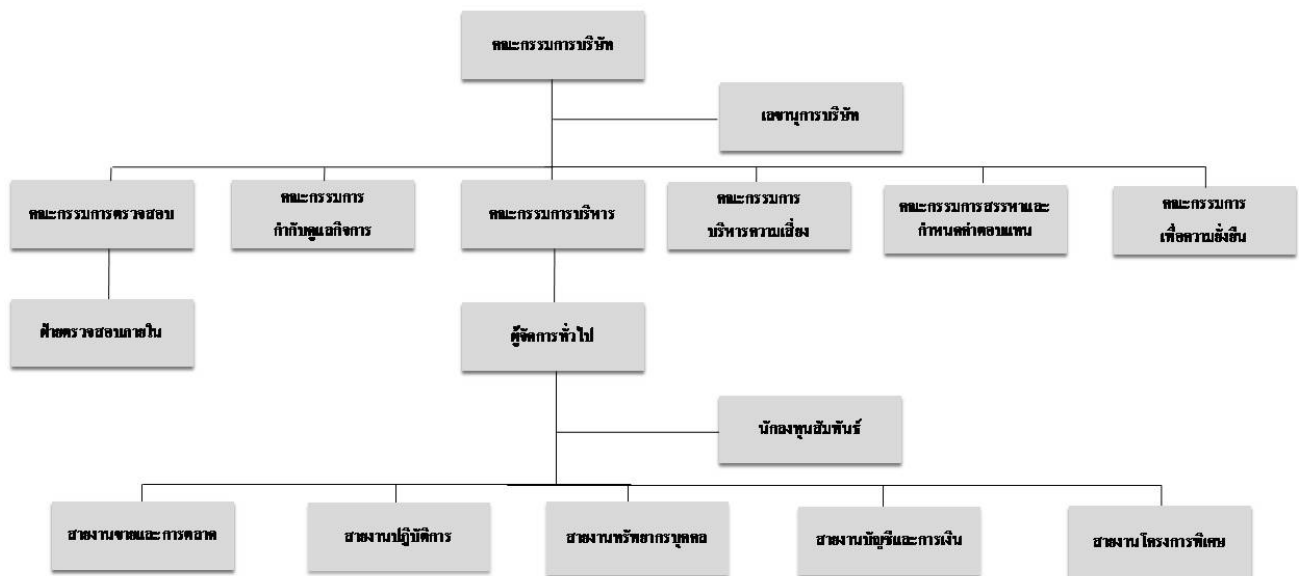 คณะกรรมการบริษัท
เลขานุการบริษัท
คณะกรรมการตรวจสอบ
คณะกรรมการ
กำกับดูแลกิจการ
คณะกรรมการบริหาร
คณะกรรมการ
บริหารความเสี่ยง
คณะกรรมการสรรหาและ
กำหนดค่าตอบแทน
คณะกรรมการ
เพื่อความยั่งยืน
ฝ่ายตรวจสอบภายใน
ผู้จัดการทั่วไป
นักลงทุนสัมพันธ์
สายงานขายและการตลาด
สายงานปฏิบัติการ
สายงานทรัพยากรบุคคล
สายงานบัญชีและการเงิน
สายงานโครงการพิเศษ